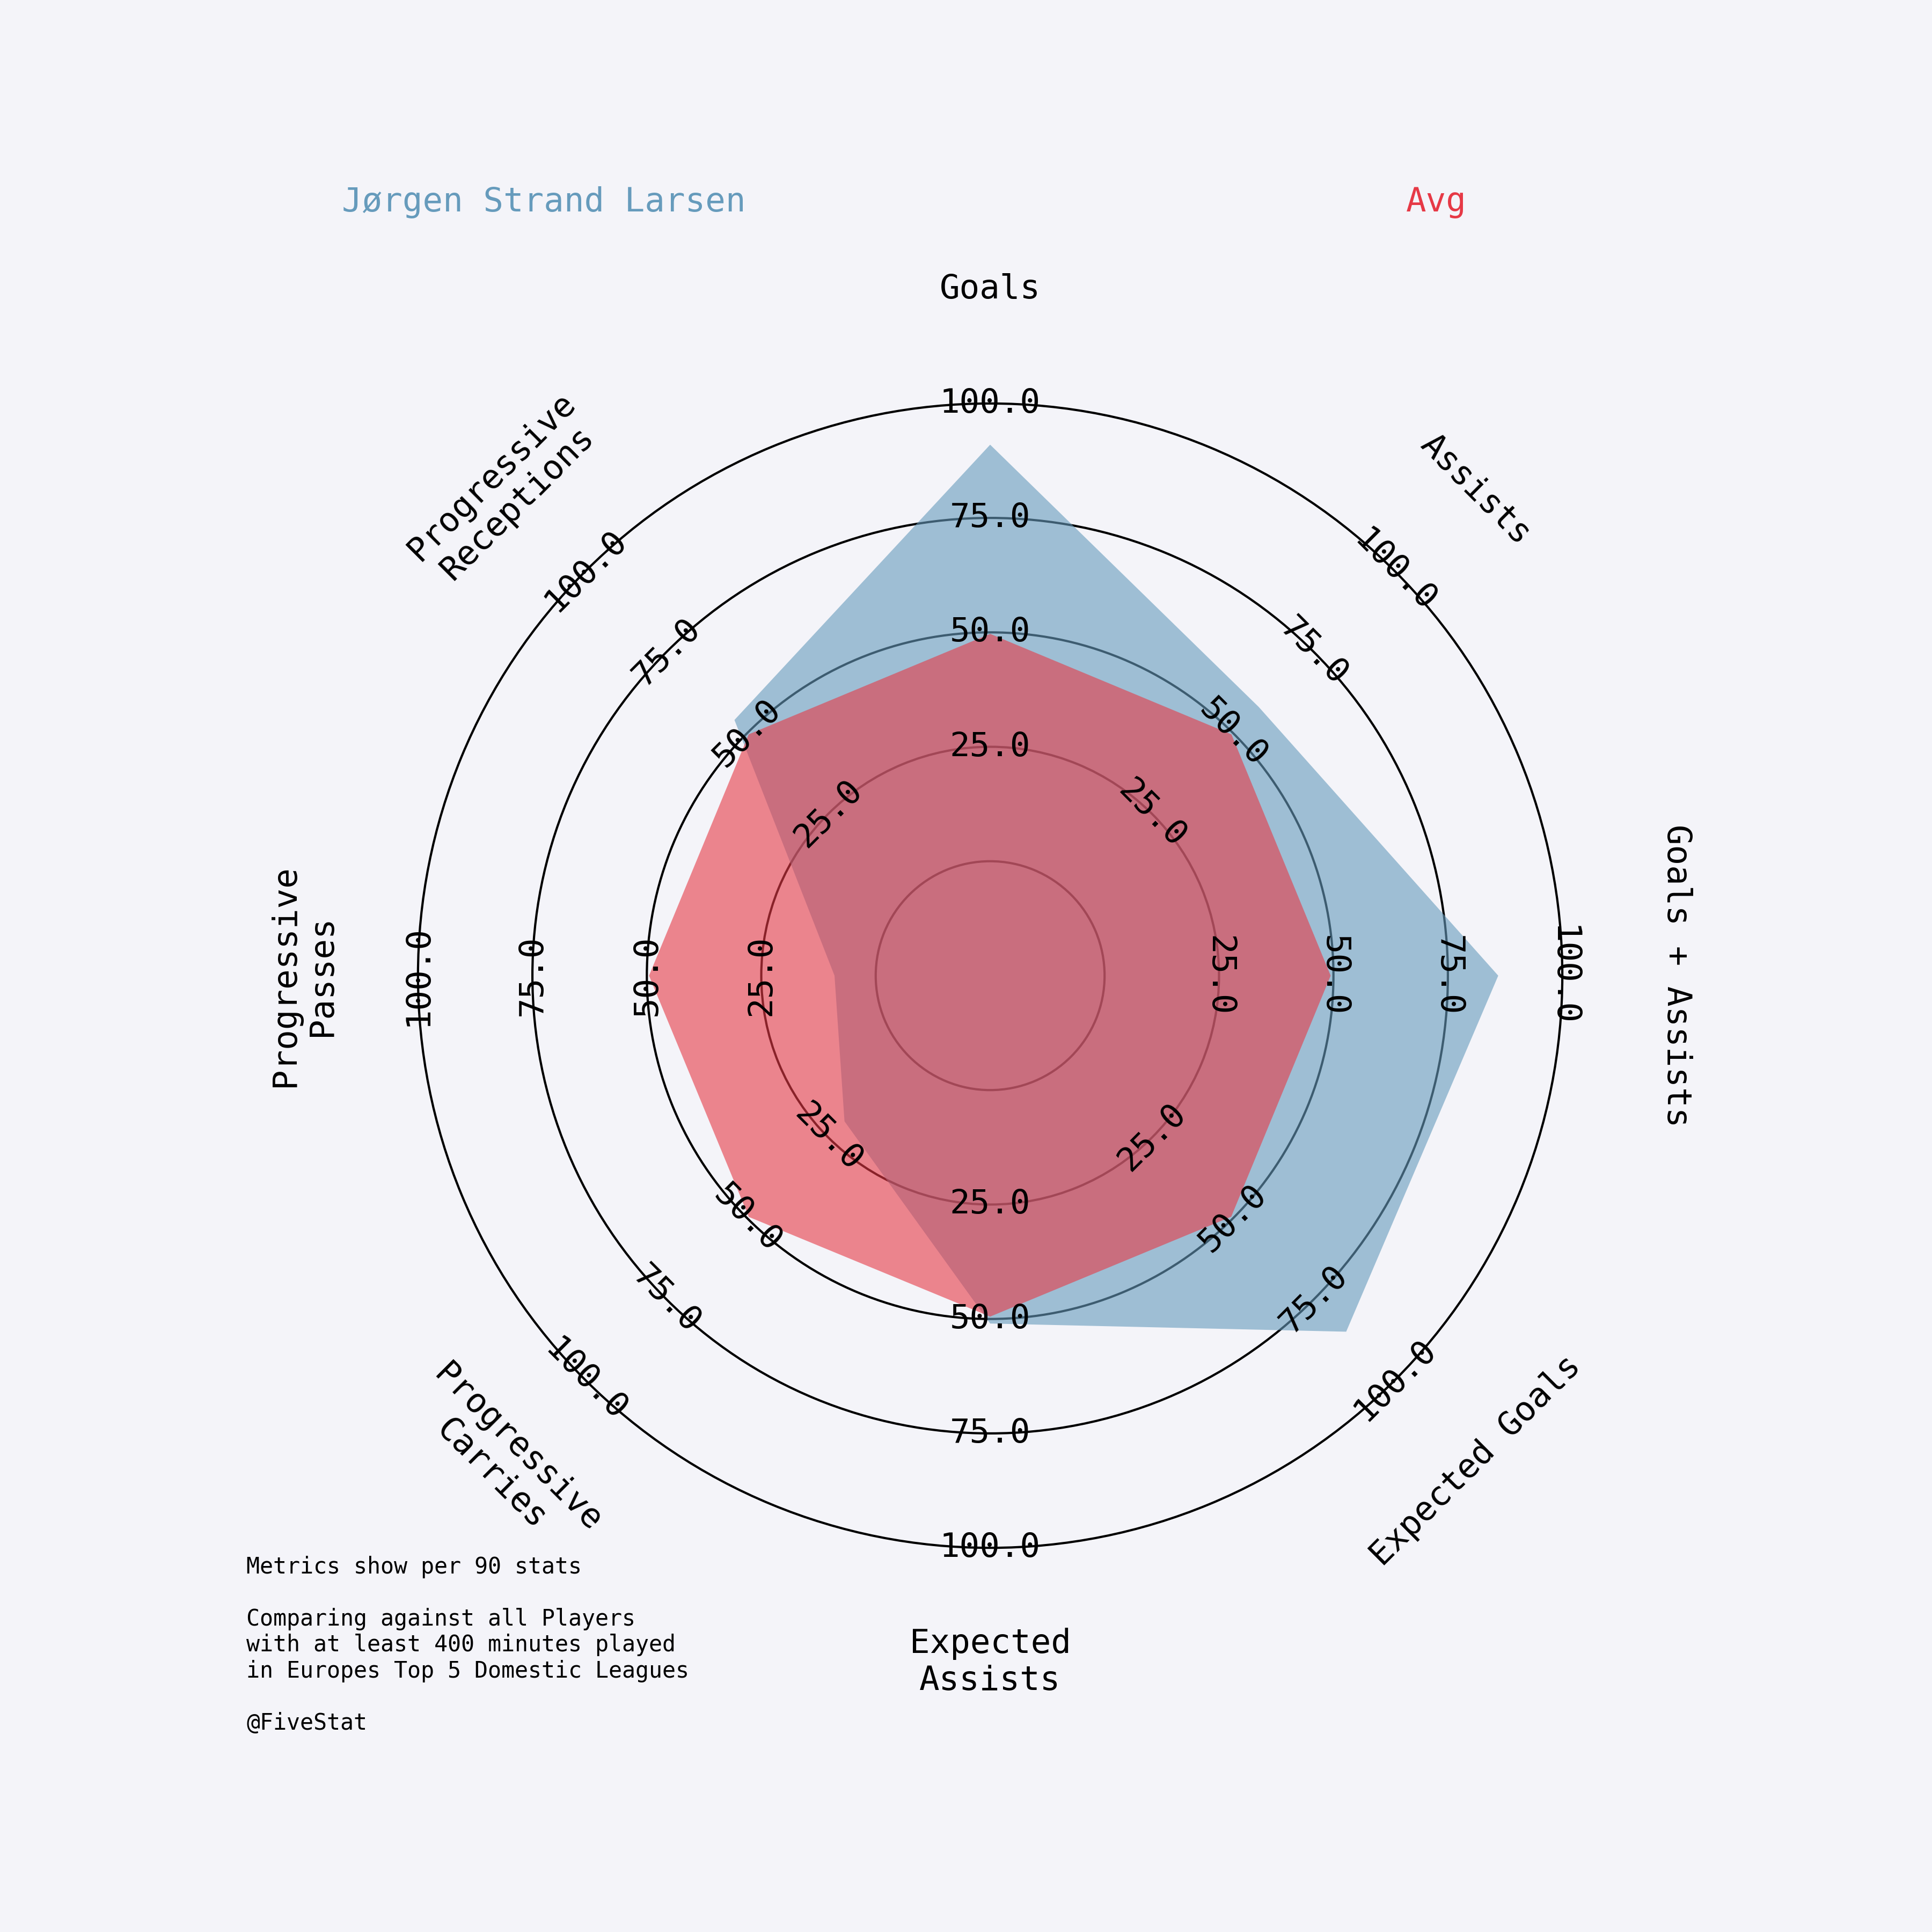 Jørgen Strand Larsen
Avg
Goals
Assists
Goals + Assists
Expected Goals
Expected
Assists
Progressive
Carries
Progressive
Passes
Progressive
Receptions
25.0
50.0
75.0
100.0
25.0
50.0
75.0
100.0
25.0
50.0
75.0
100.0
25.0
50.0
75.0
100.0
25.0
50.0
75.0
100.0
25.0
50.0
75.0
100.0
25.0
50.0
75.0
100.0
25.0
50.0
75.0
100.0
Metrics show per 90 stats
Comparing against all Players
with at least 400 minutes played
in Europes Top 5 Domestic Leagues
@FiveStat